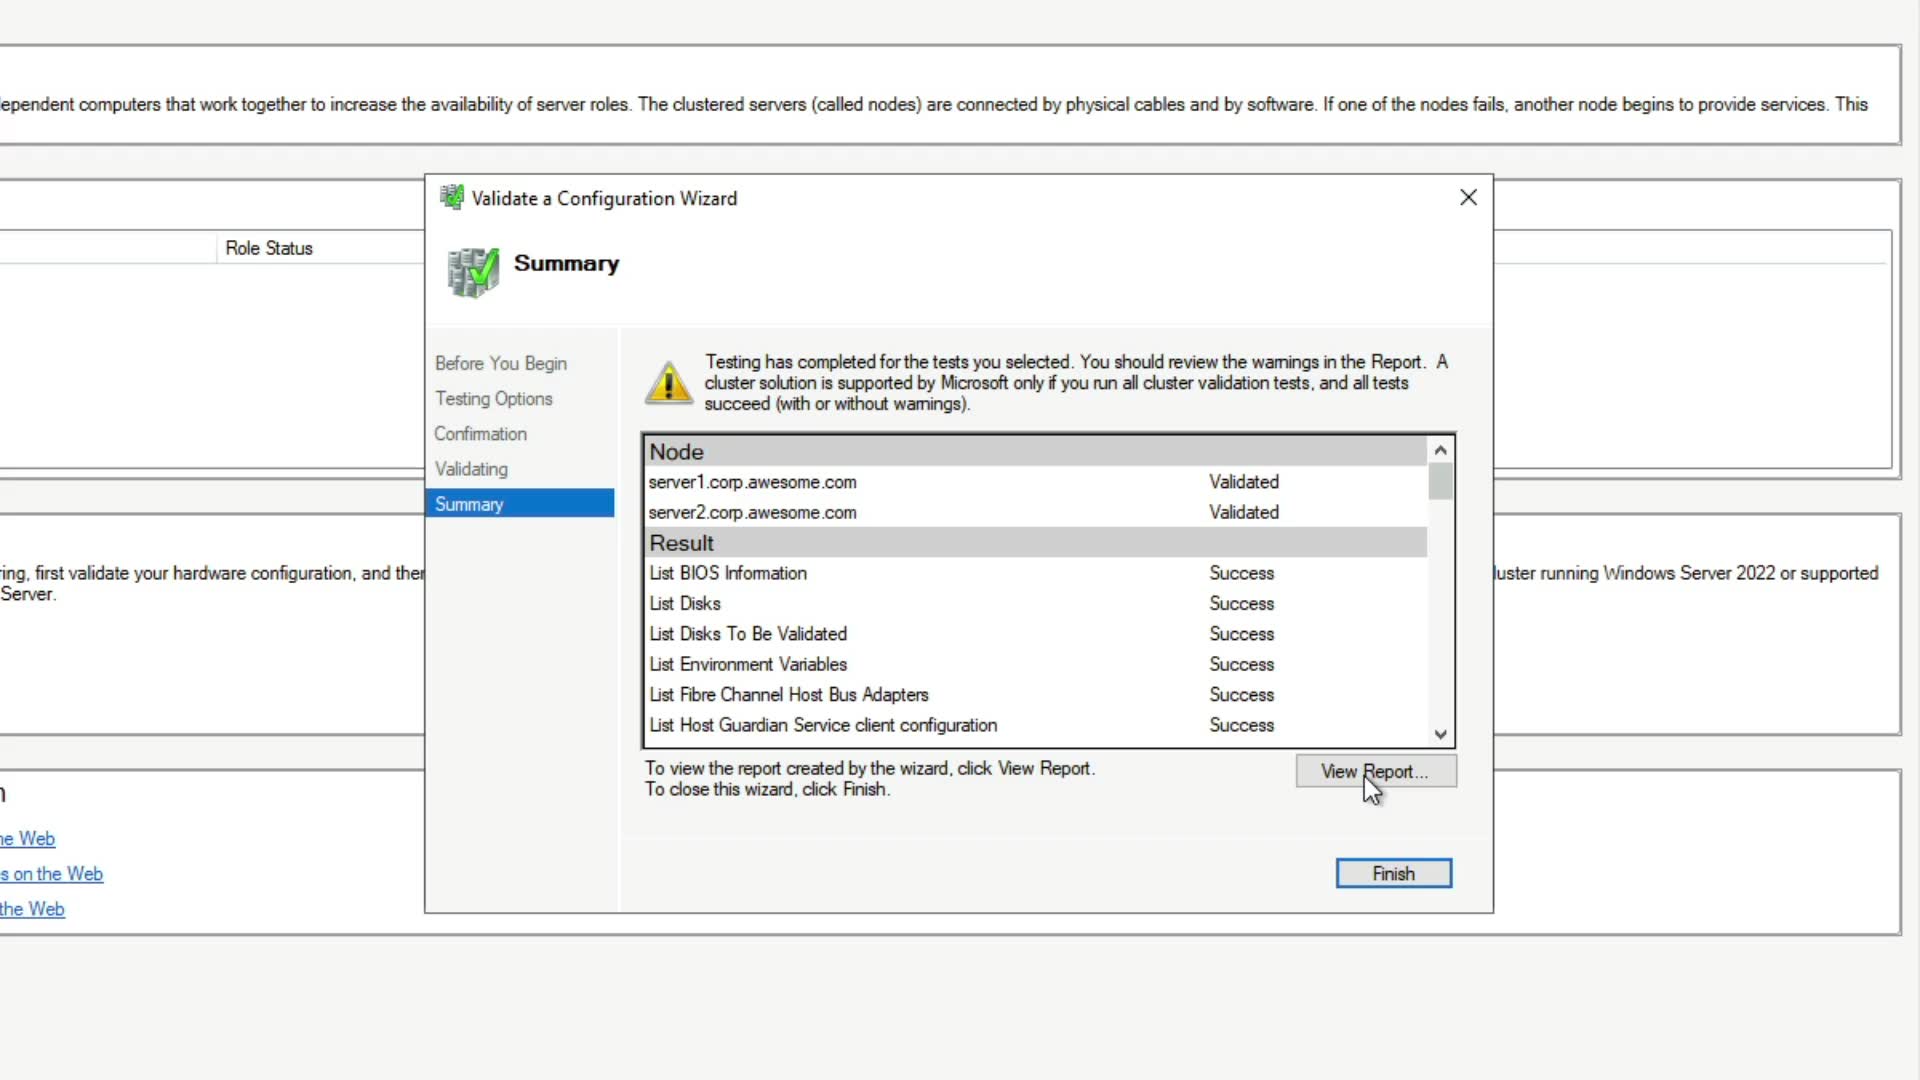 ependent computers that work together to increase the availability of server roles. The clustered servers (called nodes) are connected by physical cables and by software. If one of the nodes fails, another node begins to provide services. This
Role Status
Validate a Configuration Wizard
Summary
Before You Begin
Testing Options
Confirmation
Validating
Summary
Testing has completed for the tests you selected. You should review the warnings in the Report. A
cluster solution is supported by Microsoft only if you run all cluster validation tests, and all tests
succeed (with or without warnings).
Node
server1.corp.awesome.com Validated
server2.corp.awesome.com Validated
Result
List BIOS Information Success
List Disks Success
List Disks To Be Validated Success
List Environment Variables Success
List Fibre Channel Host Bus Adapters Success
List Host Guardian Service client configuration Success
To view the report created by the wizard, click View Report.
To close this wizard, click Finish.
View Report...
Finish
ring, first validate your hardware configuration, and then
Server.
luster running Windows Server 2022 or supported
n
he Web
s on the Web
the Web